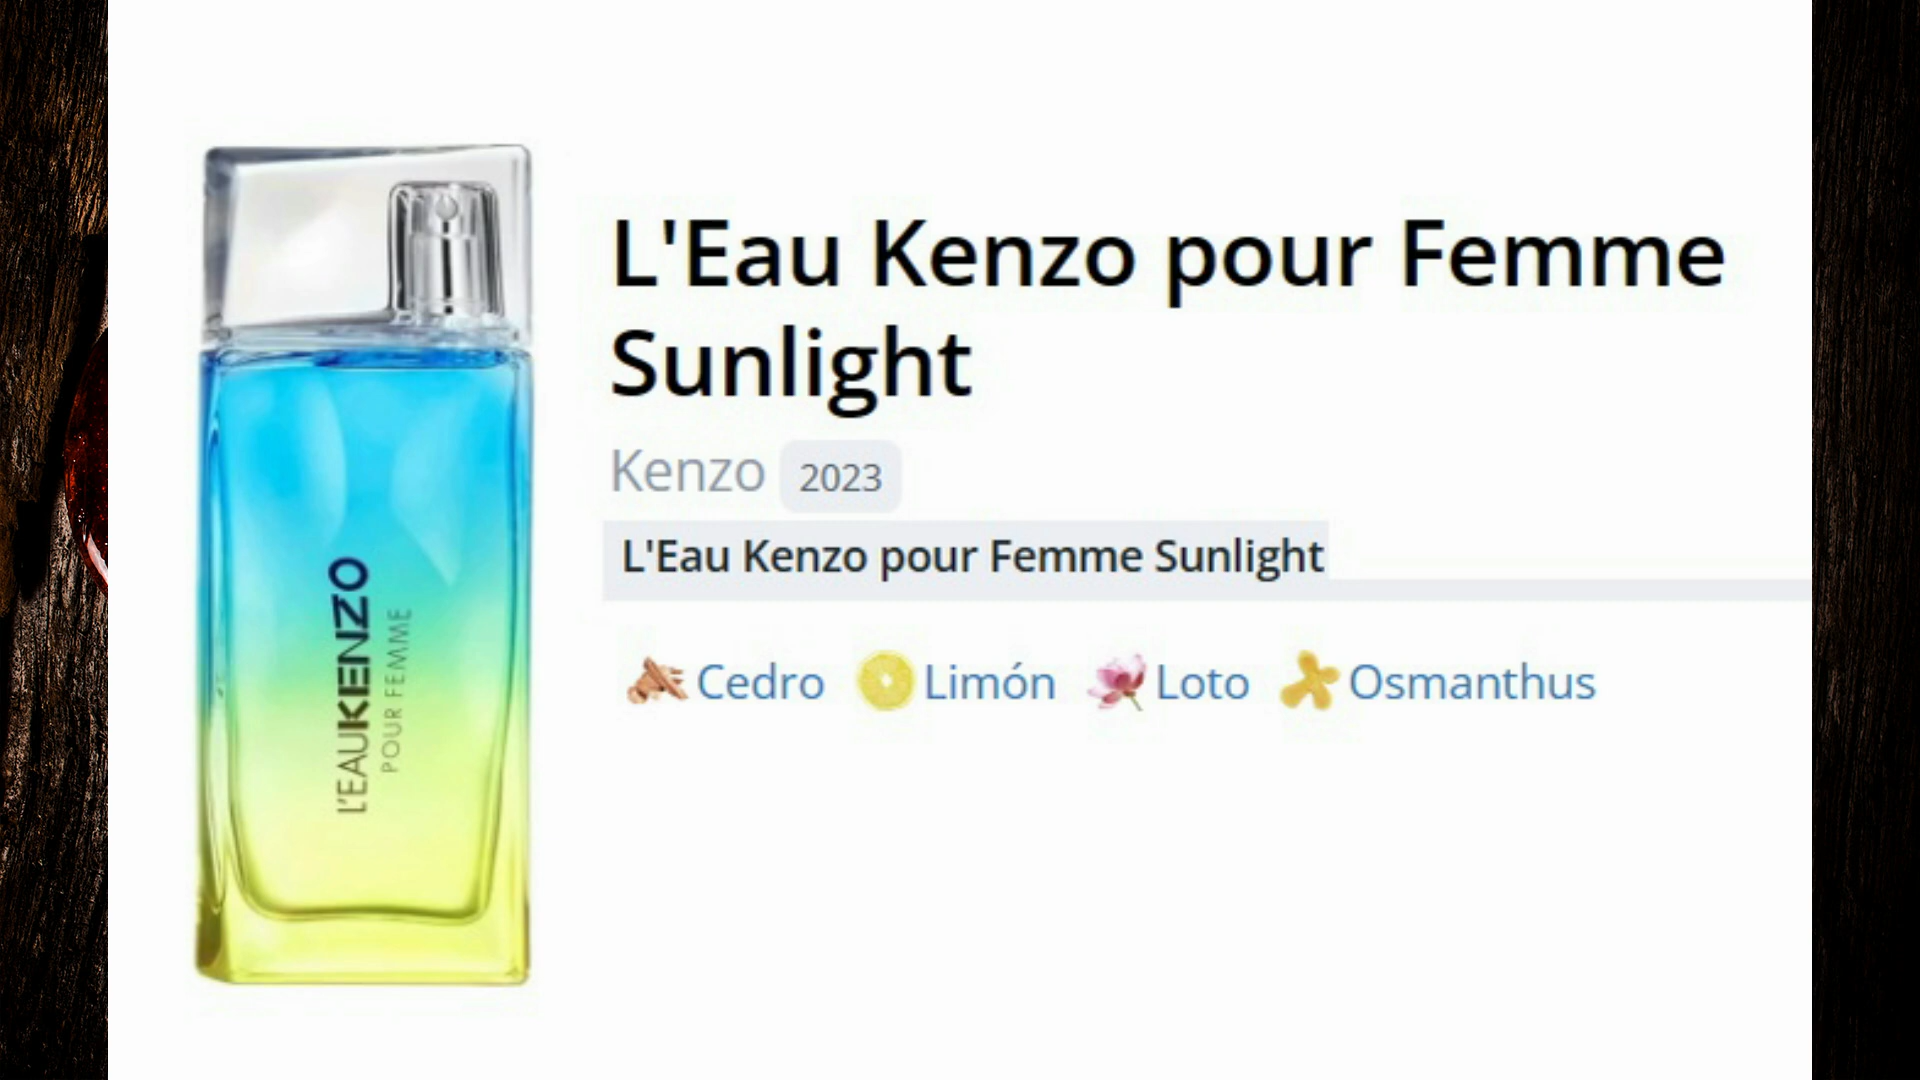 L'Eau Kenzo pour Femme
Sunlight
Kenzo 2023
L'Eau Kenzo pour Femme Sunlight
Cedro Limón Loto Osmanthus
L'EAUKENZO
POUR FEMME